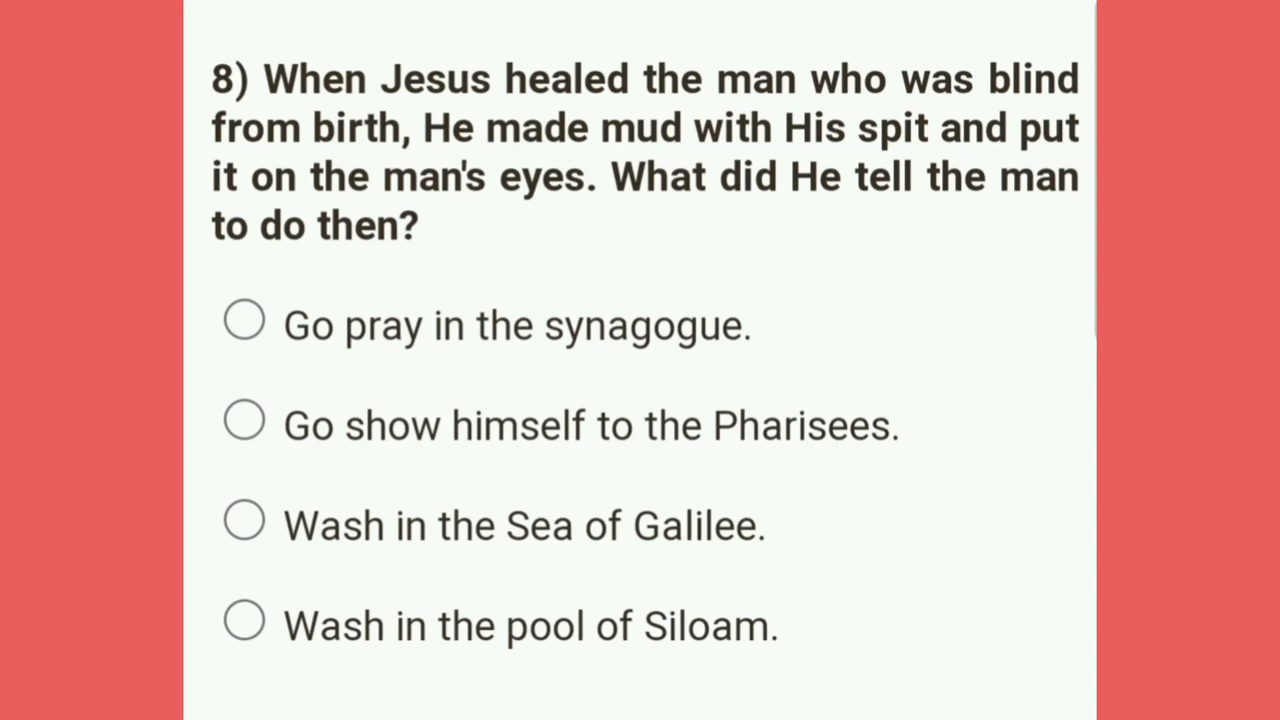 8) When Jesus healed the man who was blind
from birth, He made mud with His spit and put
it on the man's eyes. What did He tell the man
to do then?
Go pray in the synagogue.
Go show himself to the Pharisees.
Wash in the Sea of Galilee.
Wash in the pool of Siloam.